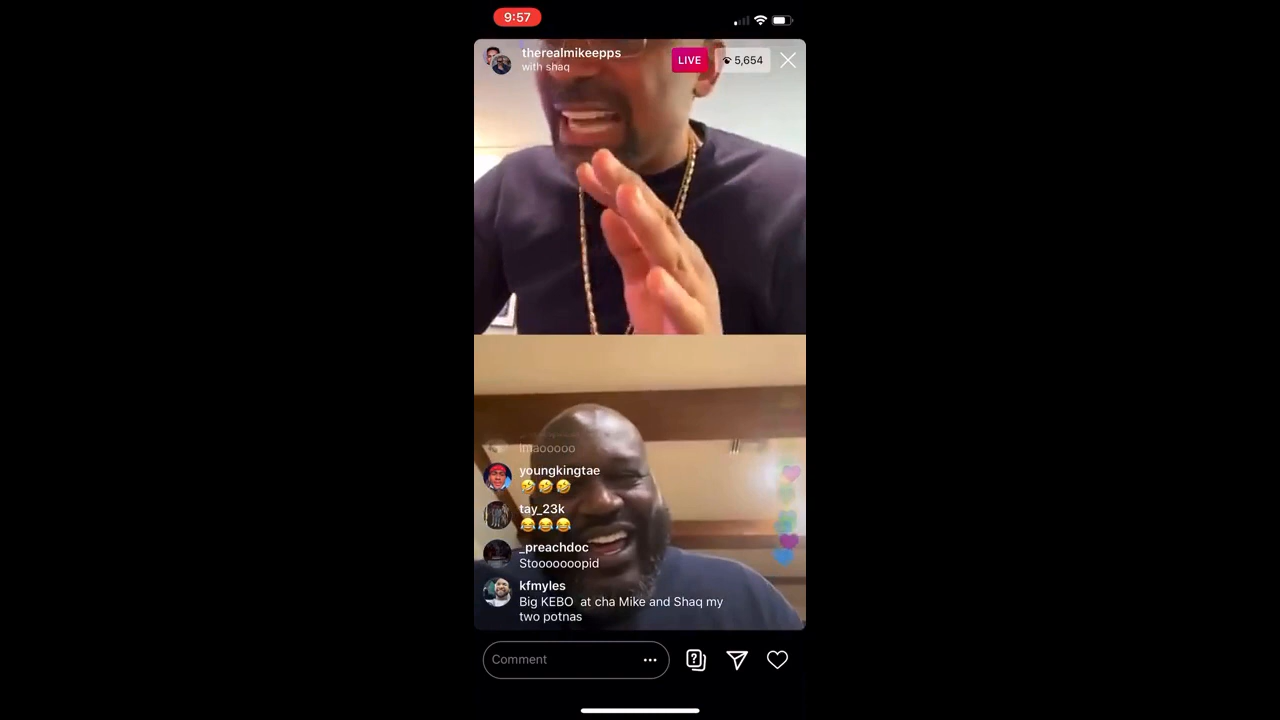 9:57
therealmikeepps
with shaq
LIVE
5,654
lmaooooo
youngkingtae
🤣🤣🤣
tay_23k
😂😂😂
_preachdoc
Stooooooopid
kfmyles
Big KEBO  at cha Mike and Shaq my
two potnas
Comment